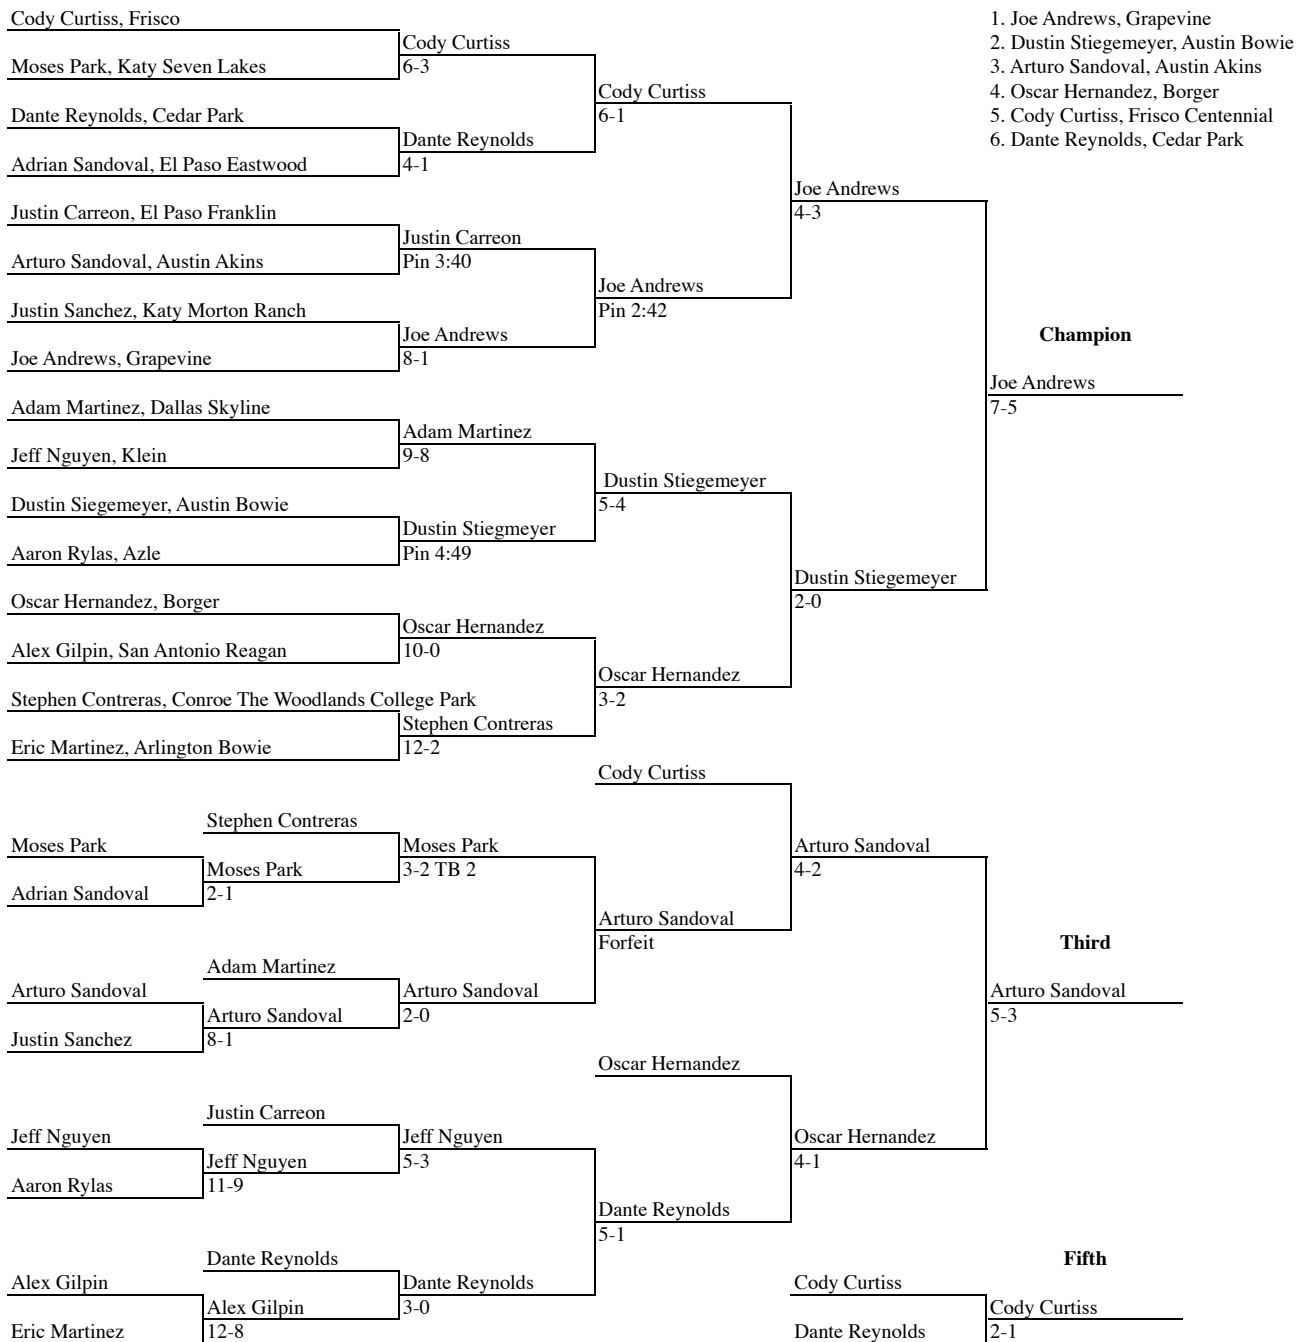 Cody Curtiss, Frisco
Cody Curtiss
Moses Park, Katy Seven Lakes
6-3
Cody Curtiss
6-1
Dante Reynolds, Cedar Park
Dante Reynolds
Adrian Sandoval, El Paso Eastwood
4-1
Joe Andrews
4-3
Justin Carreon, El Paso Franklin
Justin Carreon
Arturo Sandoval, Austin Akins
Pin 3:40
Joe Andrews
Pin 2:42
Justin Sanchez, Katy Morton Ranch
Joe Andrews
Joe Andrews, Grapevine
8-1
1. Joe Andrews, Grapevine
2. Dustin Stiegemeyer, Austin Bowie
3. Arturo Sandoval, Austin Akins
4. Oscar Hernandez, Borger
5. Cody Curtiss, Frisco Centennial
6. Dante Reynolds, Cedar Park
Champion
Joe Andrews
7-5
Adam Martinez, Dallas Skyline
Adam Martinez
Jeff Nguyen, Klein
9-8
Dustin Stiegemeyer
5-4
Dustin Siegemeyer, Austin Bowie
Dustin Stiegmeyer
Aaron Rylas, Azle
Pin 4:49
Dustin Stiegemeyer
2-0
Oscar Hernandez, Borger
Oscar Hernandez
Alex Gilpin, San Antonio Reagan
10-0
Oscar Hernandez
3-2
Stephen Contreras, Conroe The Woodlands College Park
Stephen Contreras
Eric Martinez, Arlington Bowie
12-2
Cody Curtiss
Stephen Contreras
Moses Park
Moses Park
Arturo Sandoval
Moses Park
3-2 TB 2
4-2
Adrian Sandoval
2-1
Arturo Sandoval
Forfeit
Third
Adam Martinez
Arturo Sandoval
Arturo Sandoval
Arturo Sandoval
Arturo Sandoval
2-0
5-3
Justin Sanchez
8-1
Oscar Hernandez
Justin Carreon
Jeff Nguyen
Jeff Nguyen
Oscar Hernandez
Jeff Nguyen
5-3
4-1
Aaron Rylas
11-9
Dante Reynolds
5-1
Dante Reynolds
Fifth
Alex Gilpin
Dante Reynolds
Cody Curtiss
Alex Gilpin
3-0
Cody Curtiss
Eric Martinez
12-8
Dante Reynolds
2-1